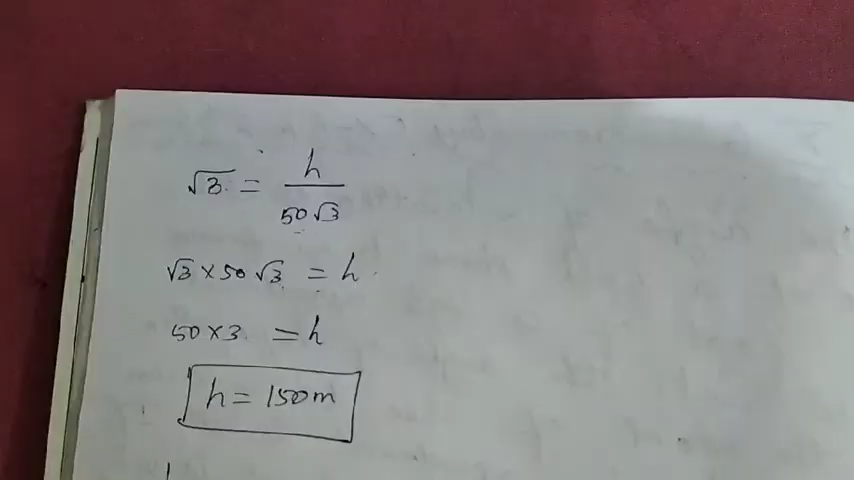 √3 = h / 50√3
√3 × 50 √3 = h
50 × 3 = h
h = 150m